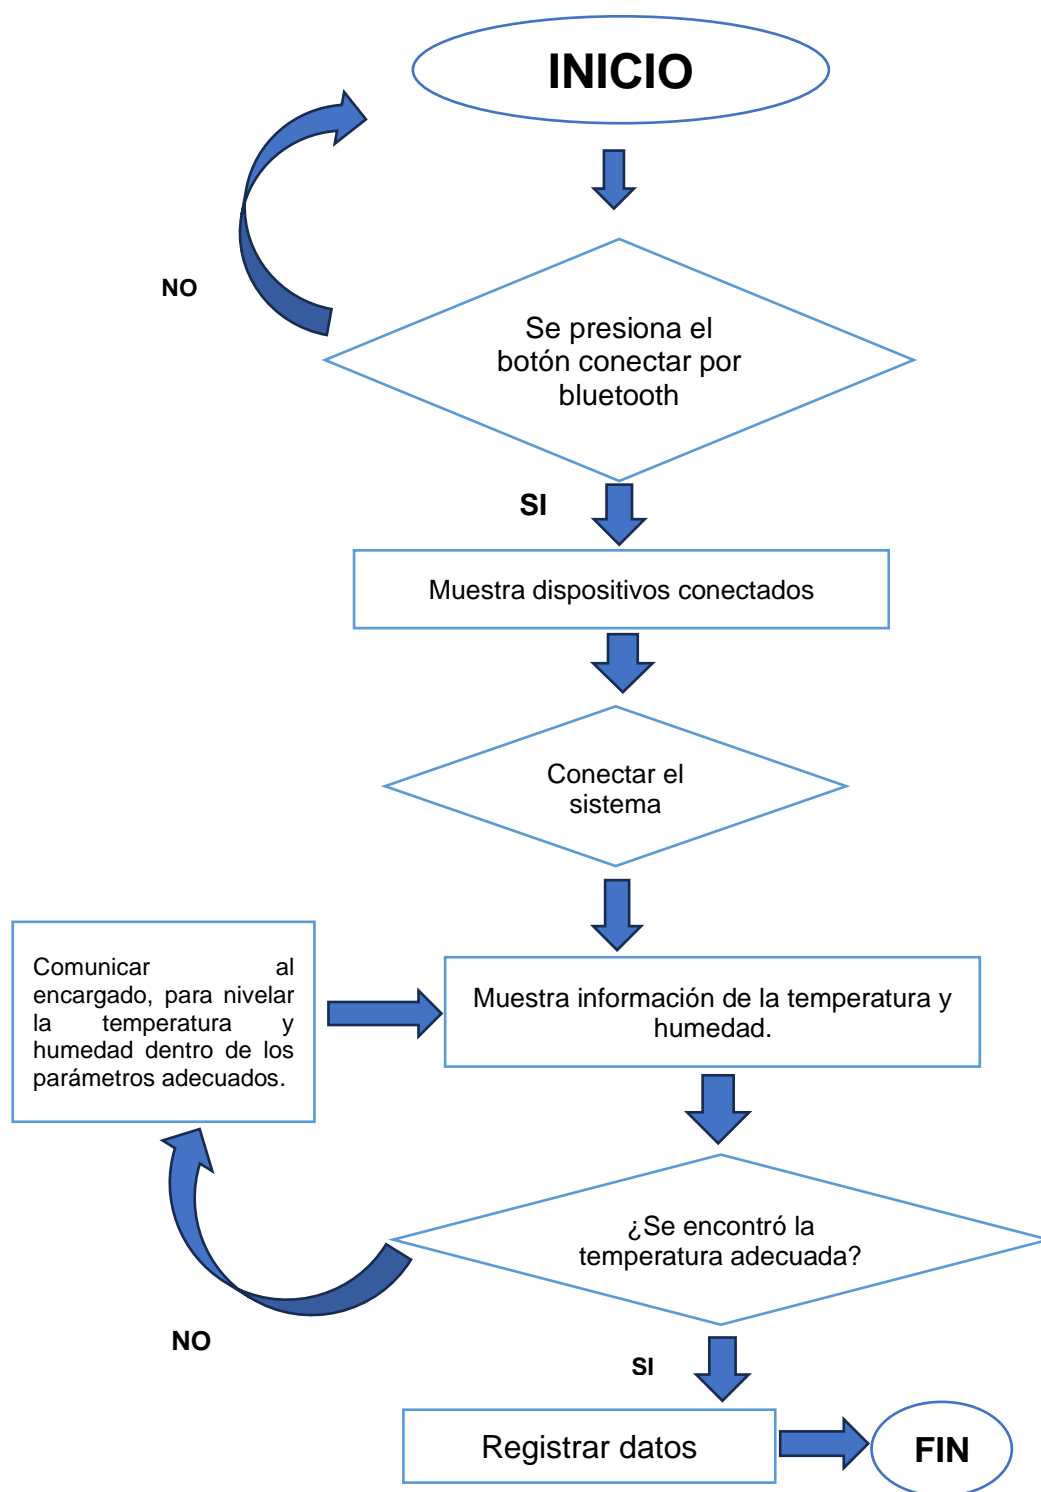 INICIO
NO
Se presiona el
botón conectar por
bluetooth
SI
Muestra dispositivos conectados
Conectar el
sistema
Comunicar al
encargado, para nivelar
la temperatura y
humedad dentro de los
parámetros adecuados.
Muestra información de la temperatura y
humedad.
¿Se encontró la
temperatura adecuada?
NO
SI
Registrar datos
FIN